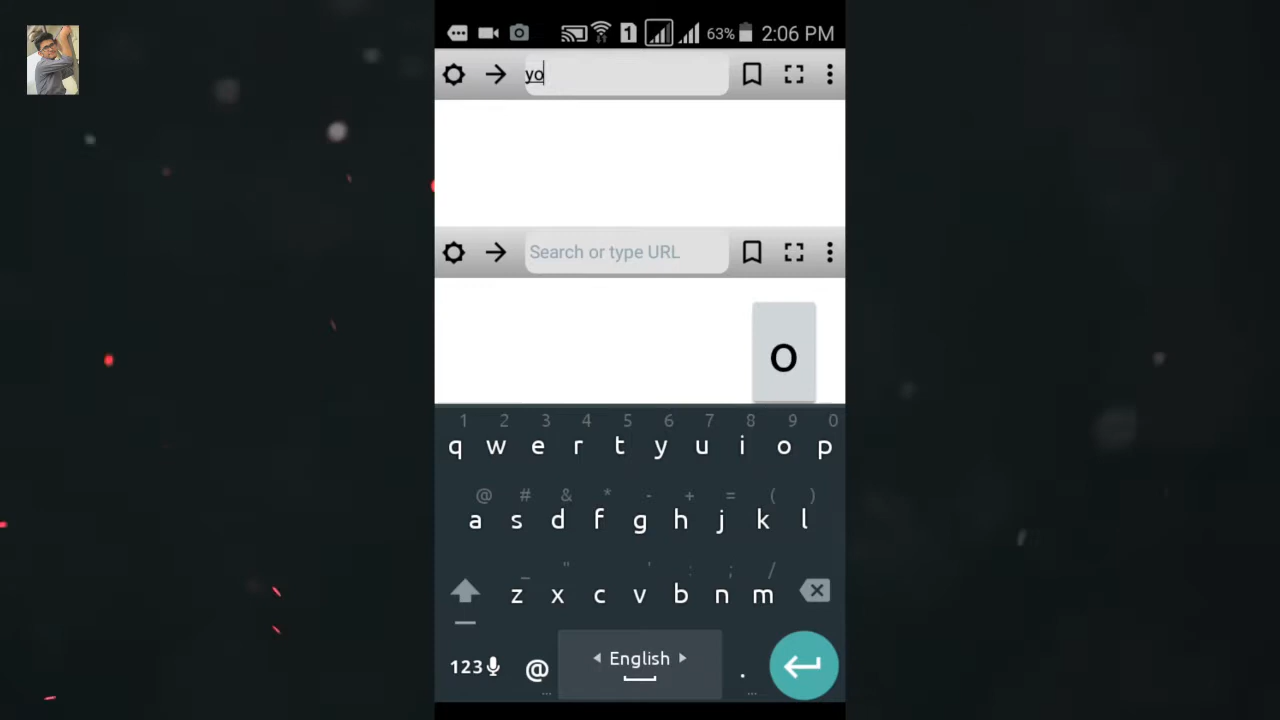 1 63% 2:06 PM
yo
Search or type URL
o
1 2 3 4 5 6 7 8 9 0
q w e r t y u i o p
@ # & * - + = ( )
a s d f g h j k l
_ " ' : ; /
z x c v b n m
123 @ English .